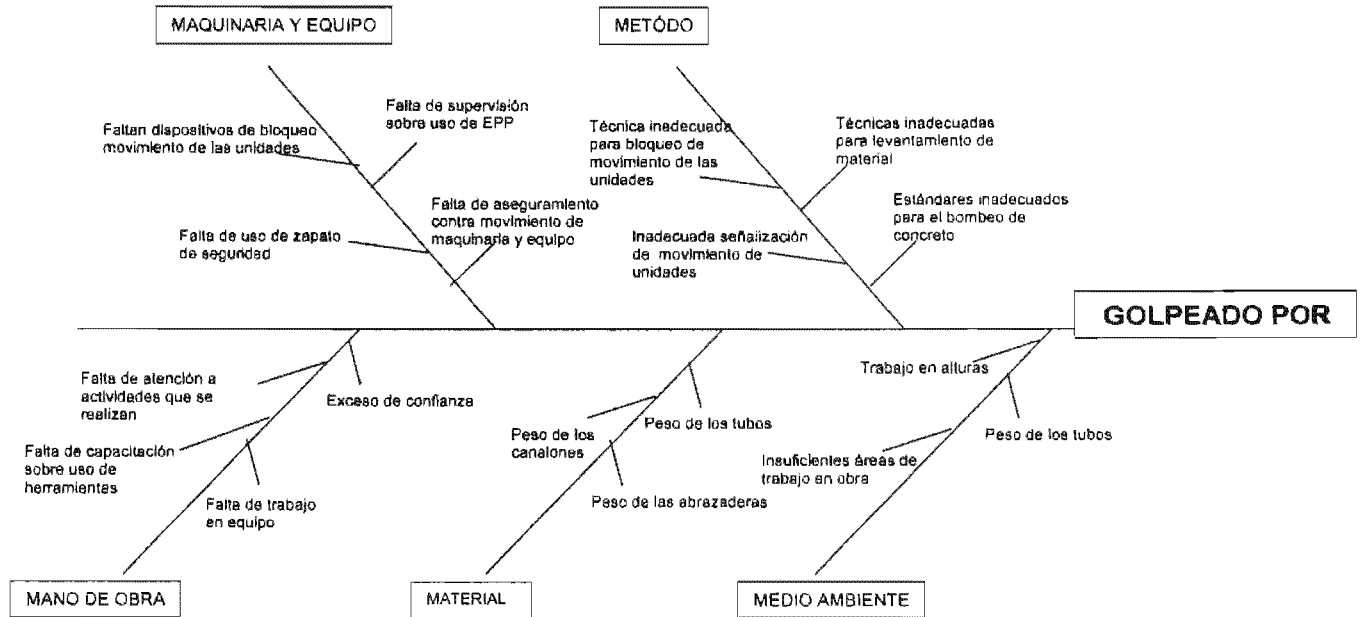 MAQUINARIA Y EQUIPO
METÓDO
Faltan dispositivos de bloqueo
movimiento de las unidades
Falta de supervisión
sobre uso de EPP
Falta de uso de zapato
de seguridad
Falta de aseguramiento
contra movimiento de
maquinaria y equipo
Técnica inadecuada
para bloqueo de
movimiento de las
unidades
Técnicas inadecuadas
para levantamiento de
material
Inadecuada señalización
de movimiento de
unidades
Estándares inadecuados
para el bombeo de
concreto
GOLPEADO POR
Falta de atención a
actividades que se
realizan
Exceso de confianza
Falta de capacitación
sobre uso de
herramientas
Falta de trabajo
en equipo
Peso de los
canalones
Peso de los tubos
Peso de las abrazaderas
Trabajo en alturas
Insuficientes áreas de
trabajo en obra
Peso de los tubos
MANO DE OBRA
MATERIAL
MEDIO AMBIENTE